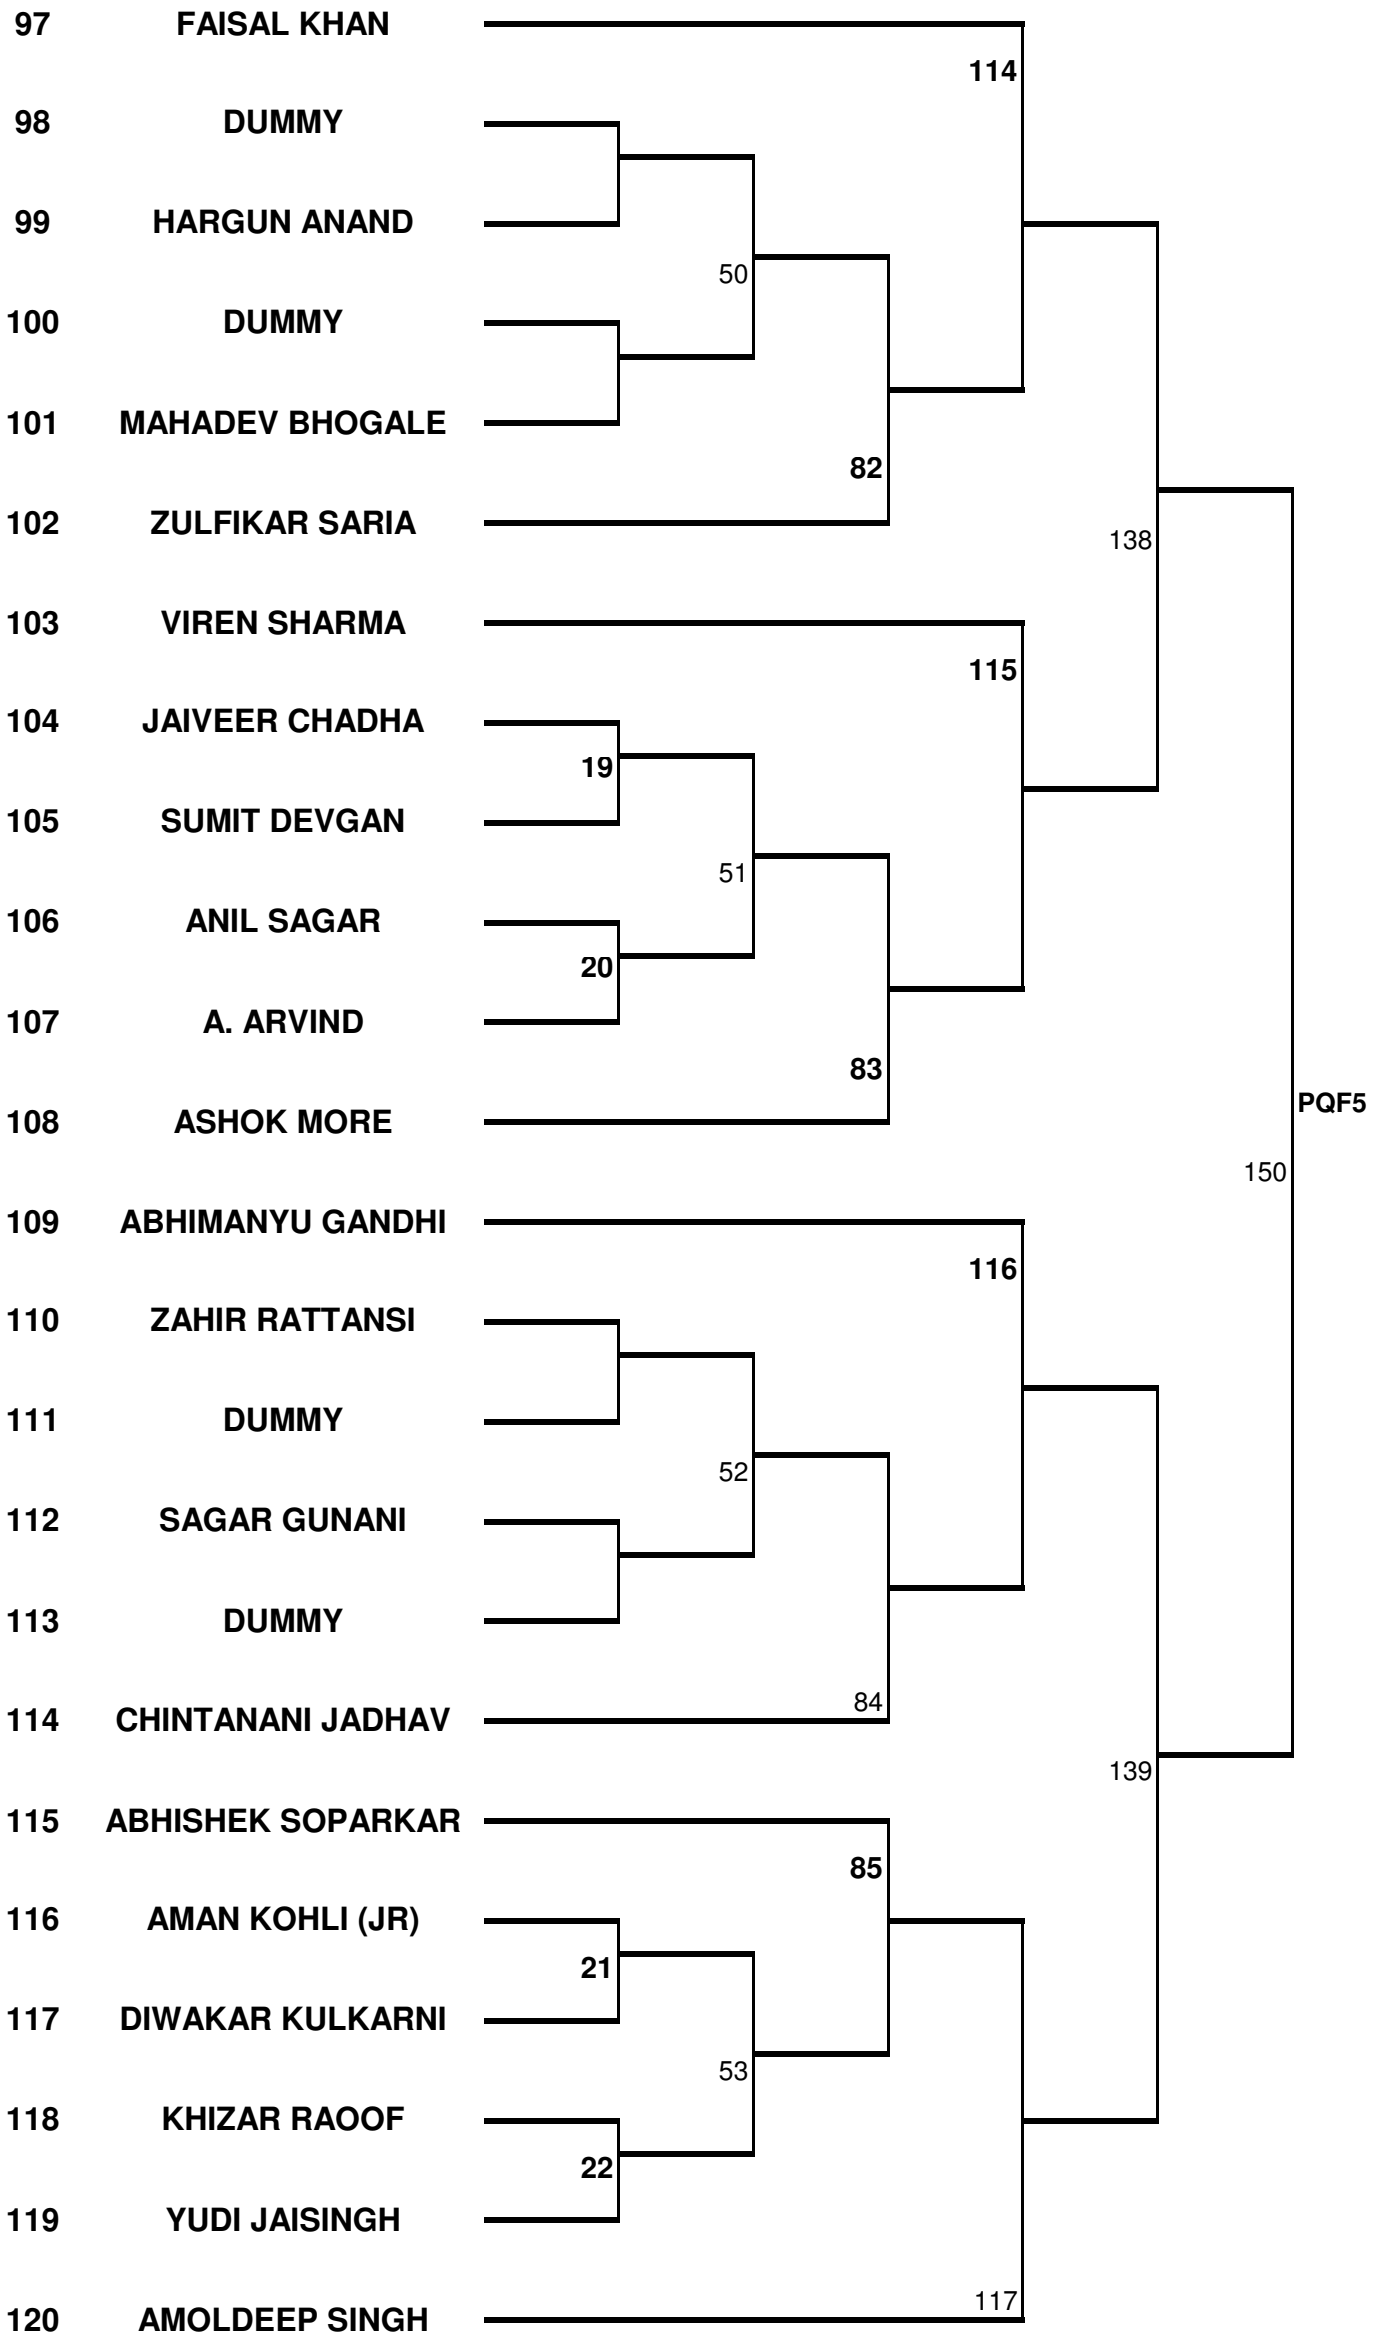 97 FAISAL KHAN
114
98 DUMMY
99 HARGUN ANAND
50
100 DUMMY
101 MAHADEV BHOGALE
82
102 ZULFIKAR SARIA
138
103 VIREN SHARMA
115
104 JAIVEER CHADHA
19
105 SUMIT DEVGAN
51
106 ANIL SAGAR
20
107 A. ARVIND
83
PQF5
108 ASHOK MORE
150
109 ABHIMANYU GANDHI
116
110 ZAHIR RATTANSI
111 DUMMY
52
112 SAGAR GUNANI
113 DUMMY
84
114 CHINTANANI JADHAV
139
115 ABHISHEK SOPARKAR
85
116 AMAN KOHLI (JR)
21
117 DIWAKAR KULKARNI
53
118 KHIZAR RAOOF
22
119 YUDI JAISINGH
117
120 AMOLDEEP SINGH